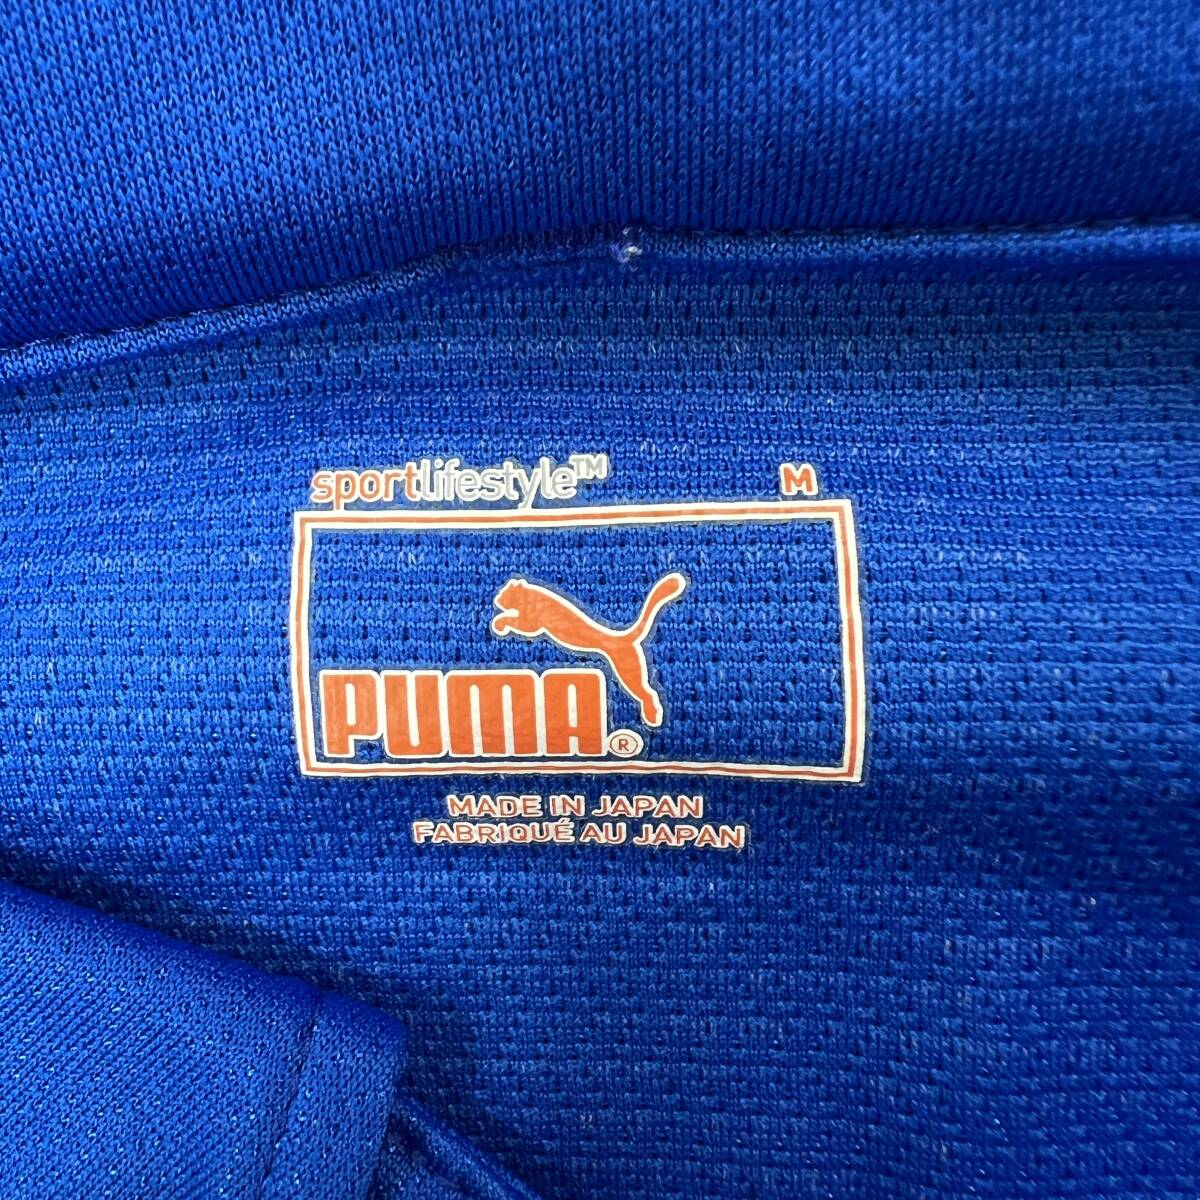 sportlifestyle™ M
PUMA®
MADE IN JAPAN
FABRIQUÉ AU JAPAN